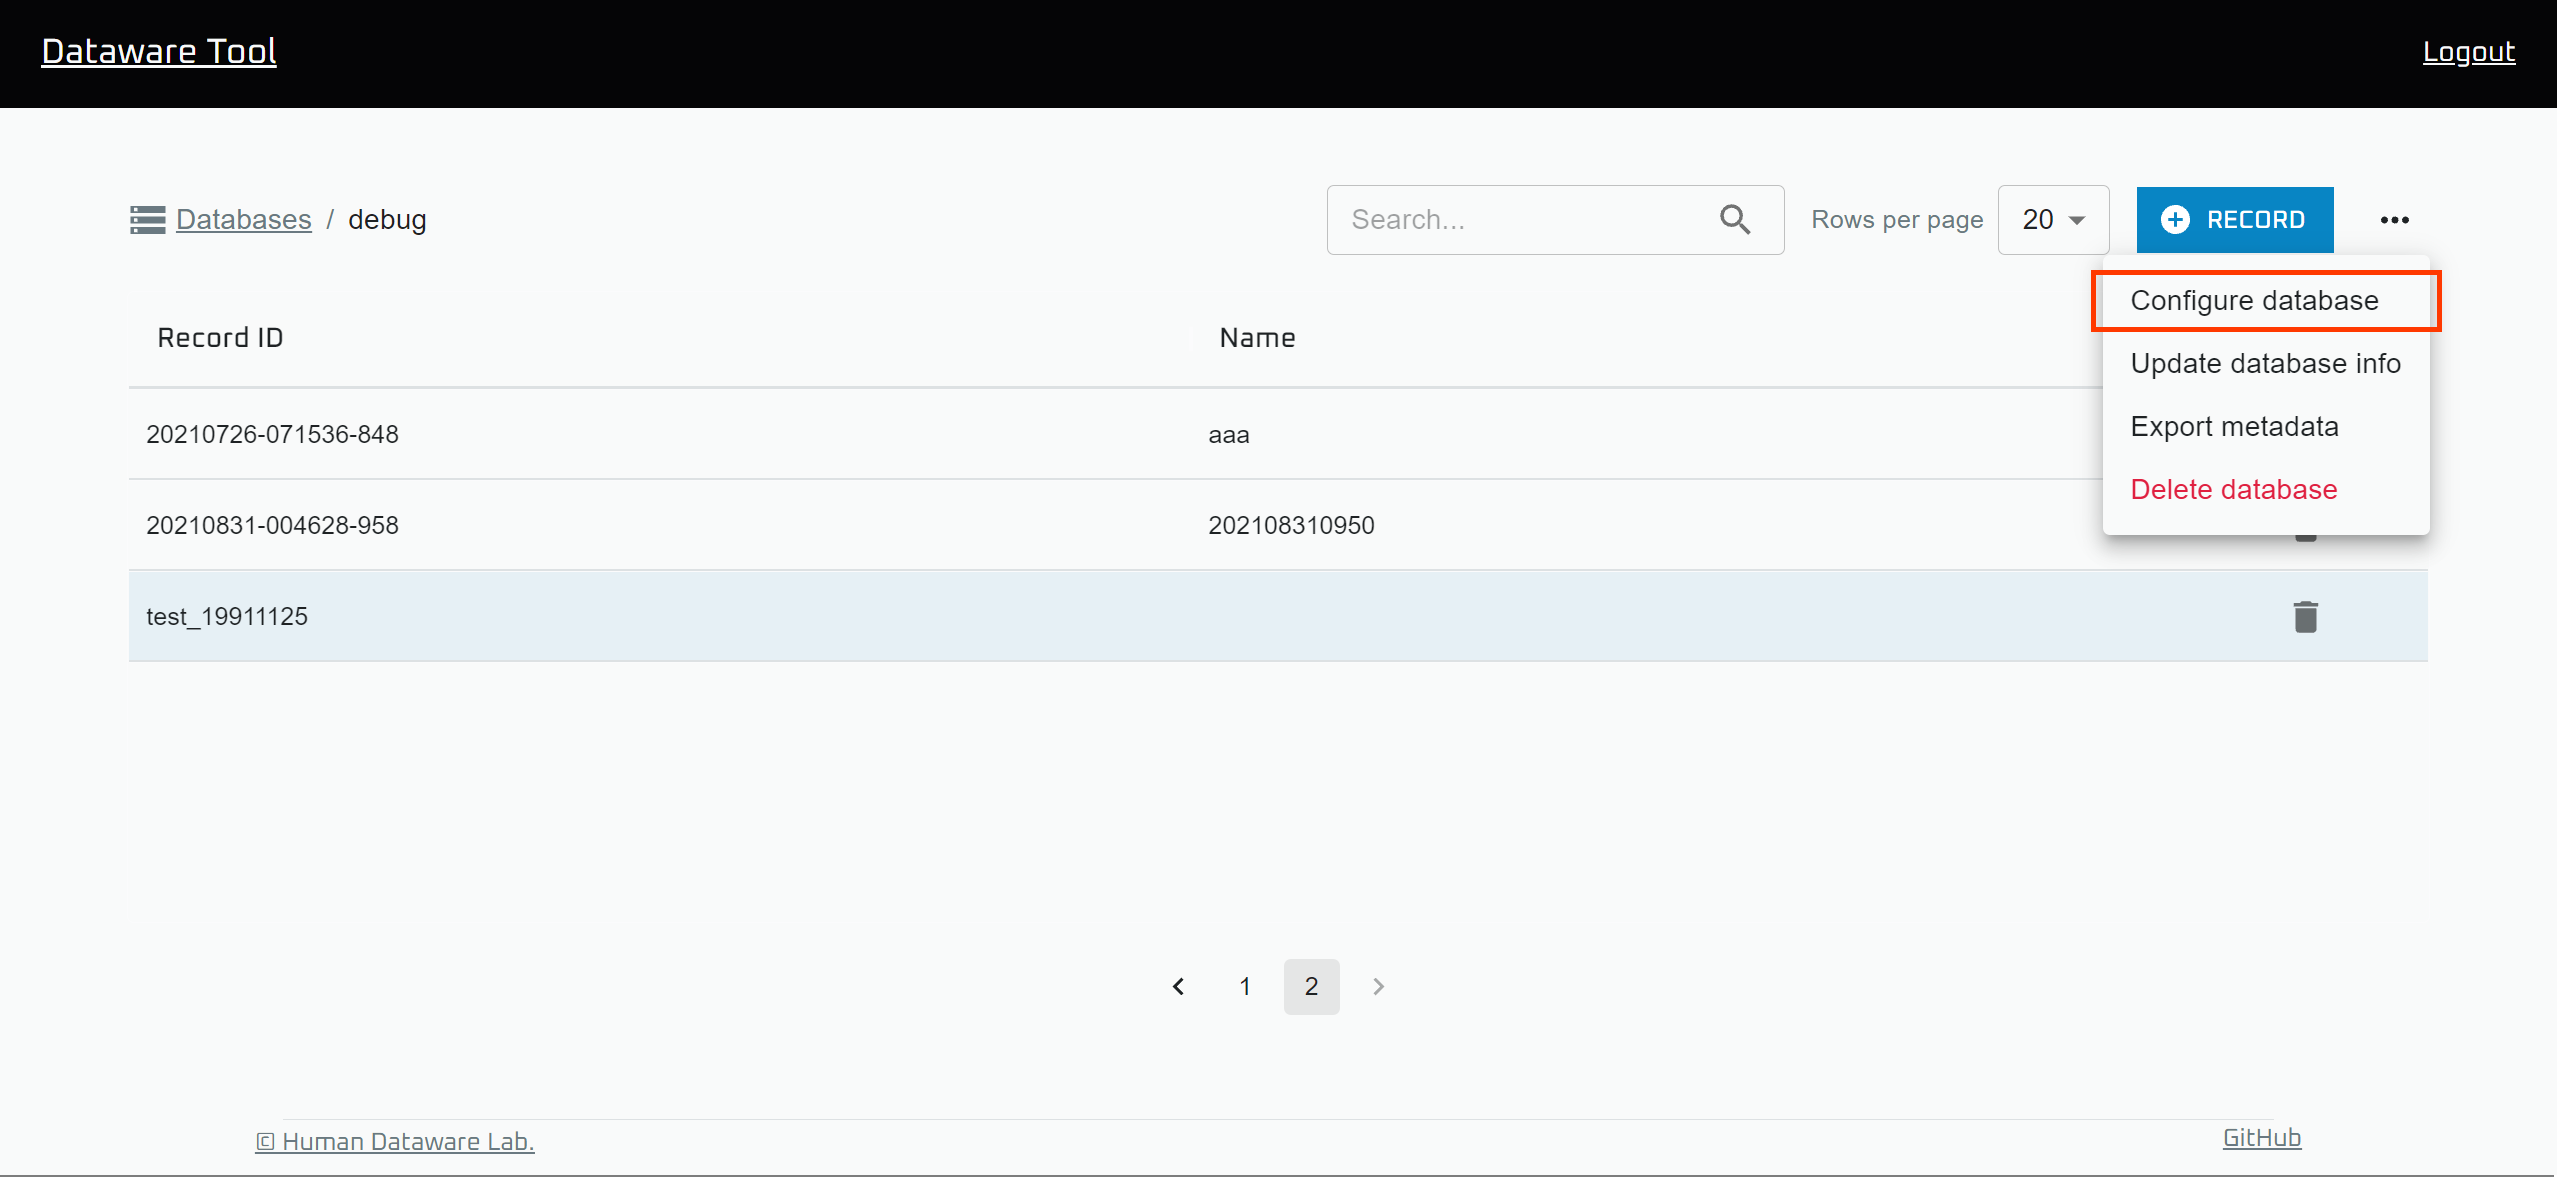 Dataware Tool
Logout
Databases / debug
Search...
Rows per page
20
RECORD
Configure database
Update database info
Export metadata
Delete database
Record ID
Name
20210726-071536-848
aaa
20210831-004628-958
202108310950
test_19911125
1
2
© Human Dataware Lab.
GitHub